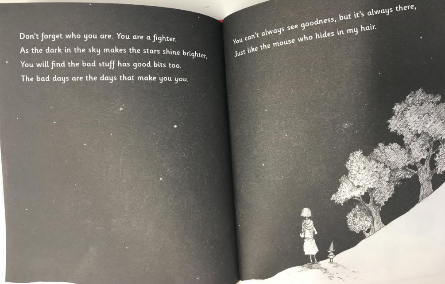 Don't forget who you are. You are a fighter.
As the dark in the sky makes the stars shine brighter,
You will find the bad stuff has good bits too.
The bad days are the days that make you you.
You can't always see goodness, but it's always there,
Just like the mouse who hides in my hair.